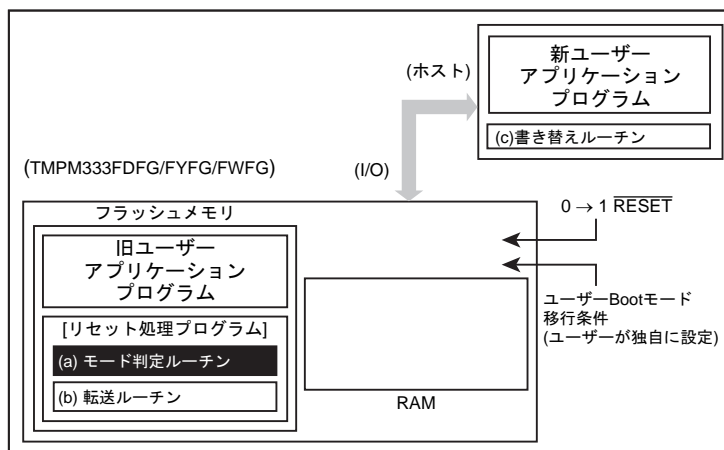 新ユーザー
アプリケーション
プログラム
(c)書き替えルーチン
(ホスト)
(I/O)
(TMPM333FDFG/FYFG/FWFG)
フラッシュメモリ
旧ユーザー
アプリケーション
プログラム
[リセット処理プログラム]
(a) モード判定ルーチン
(b) 転送ルーチン
RAM
0 → 1 RESET
ユーザーBootモード
移行条件
(ユーザーが独自に設定)